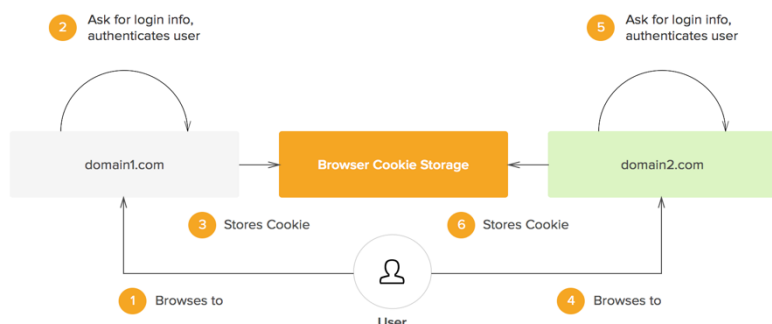 2 Ask for login info,
authenticates user
5 Ask for login info,
authenticates user
domain1.com
Browser Cookie Storage
domain2.com
3 Stores Cookie
6 Stores Cookie
1 Browses to
4 Browses to
User